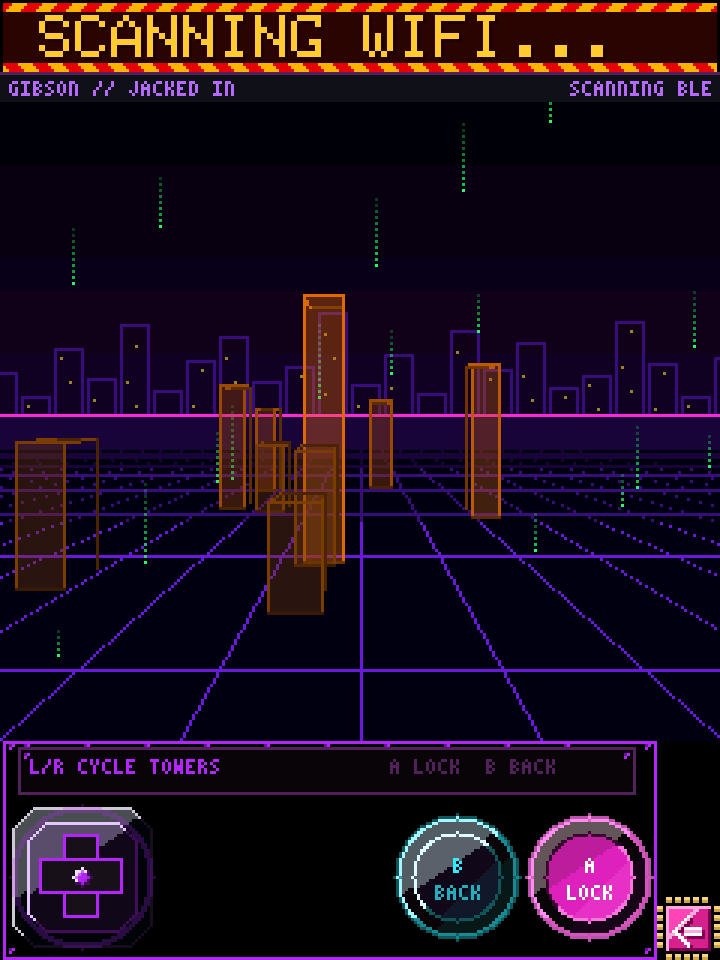 SCANNING WIFI...
GIBSON // JACKED IN SCANNING BLE
L/R CYCLE TOWERS A LOCK B BACK
B BACK
A LOCK